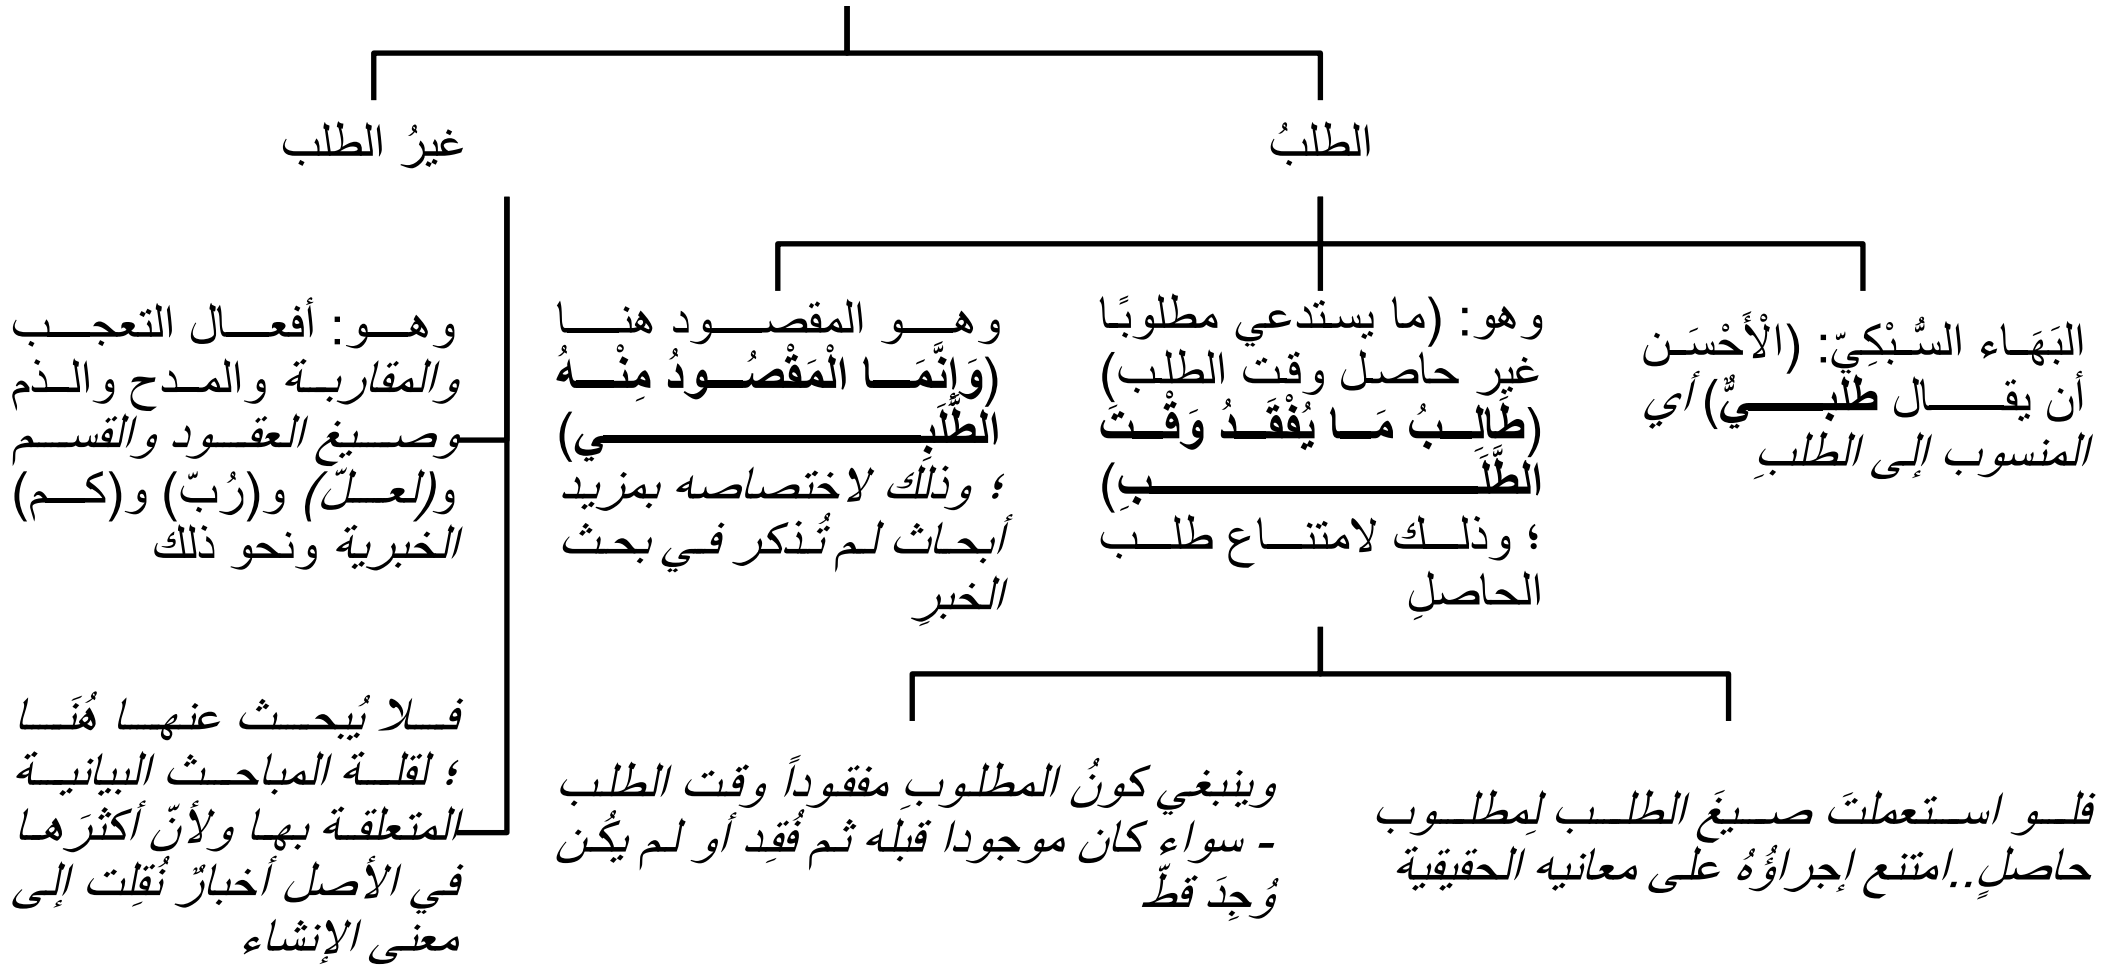 الطلبُ
غيرُ الطلب
البَهَاء السُّبْكِيّ: (الْأَحْسَن
أن يقال طلبيٌّ) أي
المنسوب إلى الطلبِ
وهو: (ما يستدعي مطلوبًا
غير حاصل وقت الطلب)
(طَالِبُ مَا يُفْقَدُ وَقْتَ
الطَّلَبِ)
؛ وذلك لامتناع طلب
الحاصلِ
وهو المقصود هنا
(وَإِنَّمَا الْمَقْصُودُ مِنْهُ
الطَّلَبِي)
؛ وذلك لاختصاصه بمزيد
أبحاث لم تُذكر في بحث
الخبرِ
وهو: أفعال التعجب
والمقاربة والمدح والذم
وصيغ العقود والقسم
و(لعلّ) و(رُبّ) و(كم)
الخبرية ونحو ذلك
فلو استعملتَ صيغَ الطلب لِمطلوب
حاصلٍ..امتنع إجراؤُهُ على معانيه الحقيقية
وينبغي كونُ المطلوبِ مفقوداً وقت الطلب
- سواء كان موجودا قبله ثم فُقِد أو لم يكُن
وُجِدَ قطّ
فلا يُبحث عنها هُنَا
؛ لقلة المباحث البيانية
المتعلقة بها ولأنّ أكثرَها
في الأصل أخبارٌ نُقِلت إلى
معنى الإنشاء